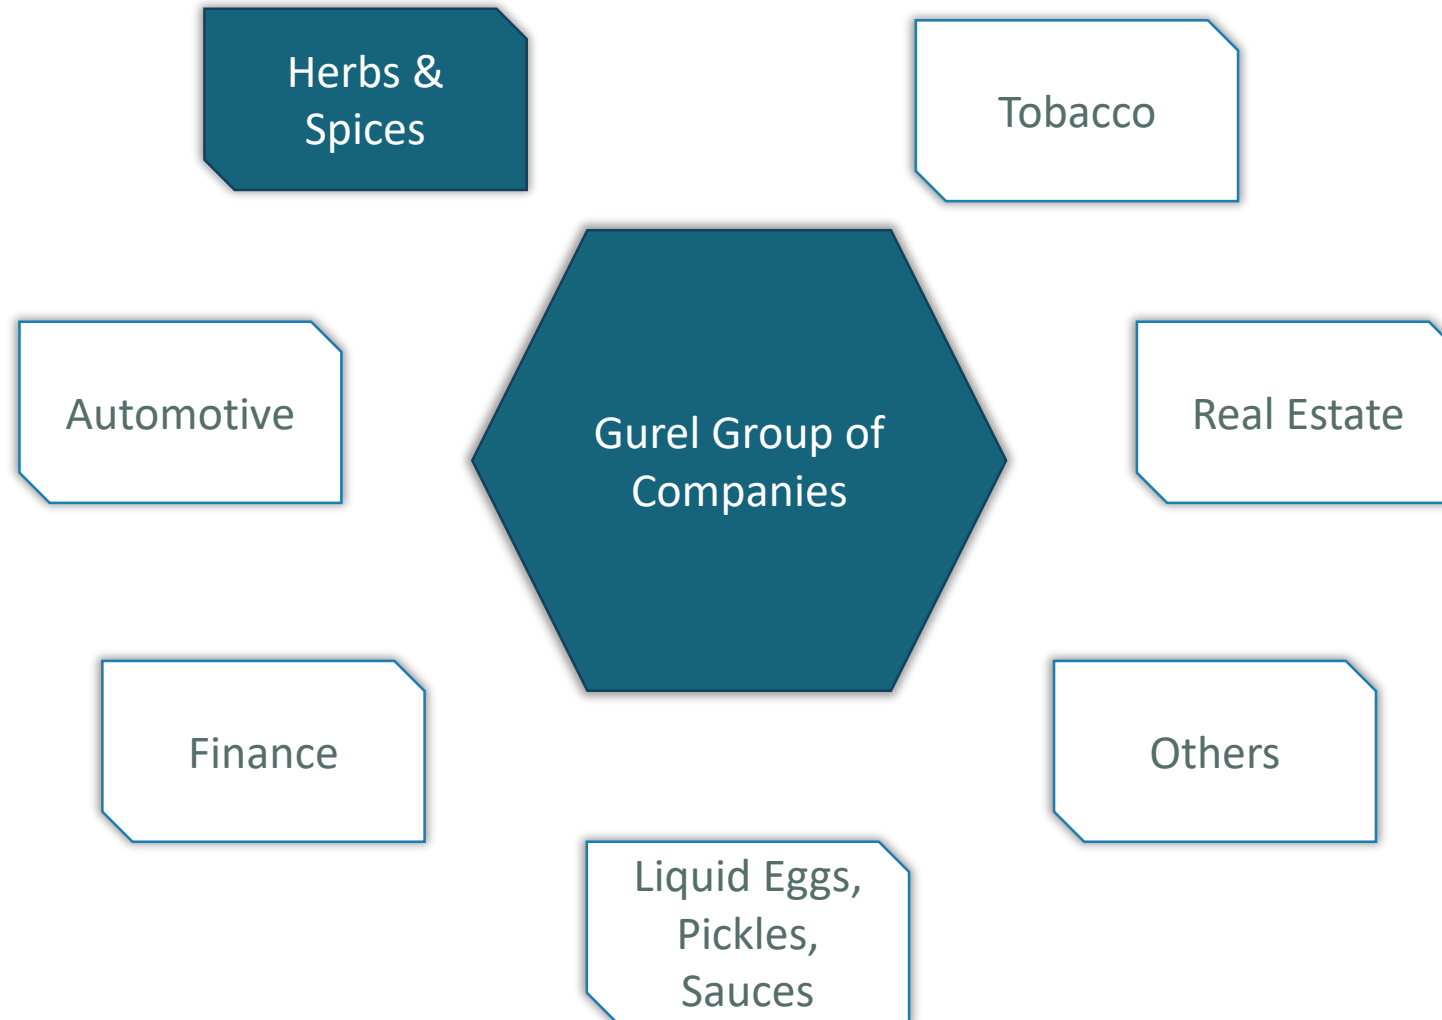 Herbs &
Spices
Tobacco
Automotive
Gurel Group of
Companies
Real Estate
Finance
Others
Liquid Eggs,
Pickles,
Sauces